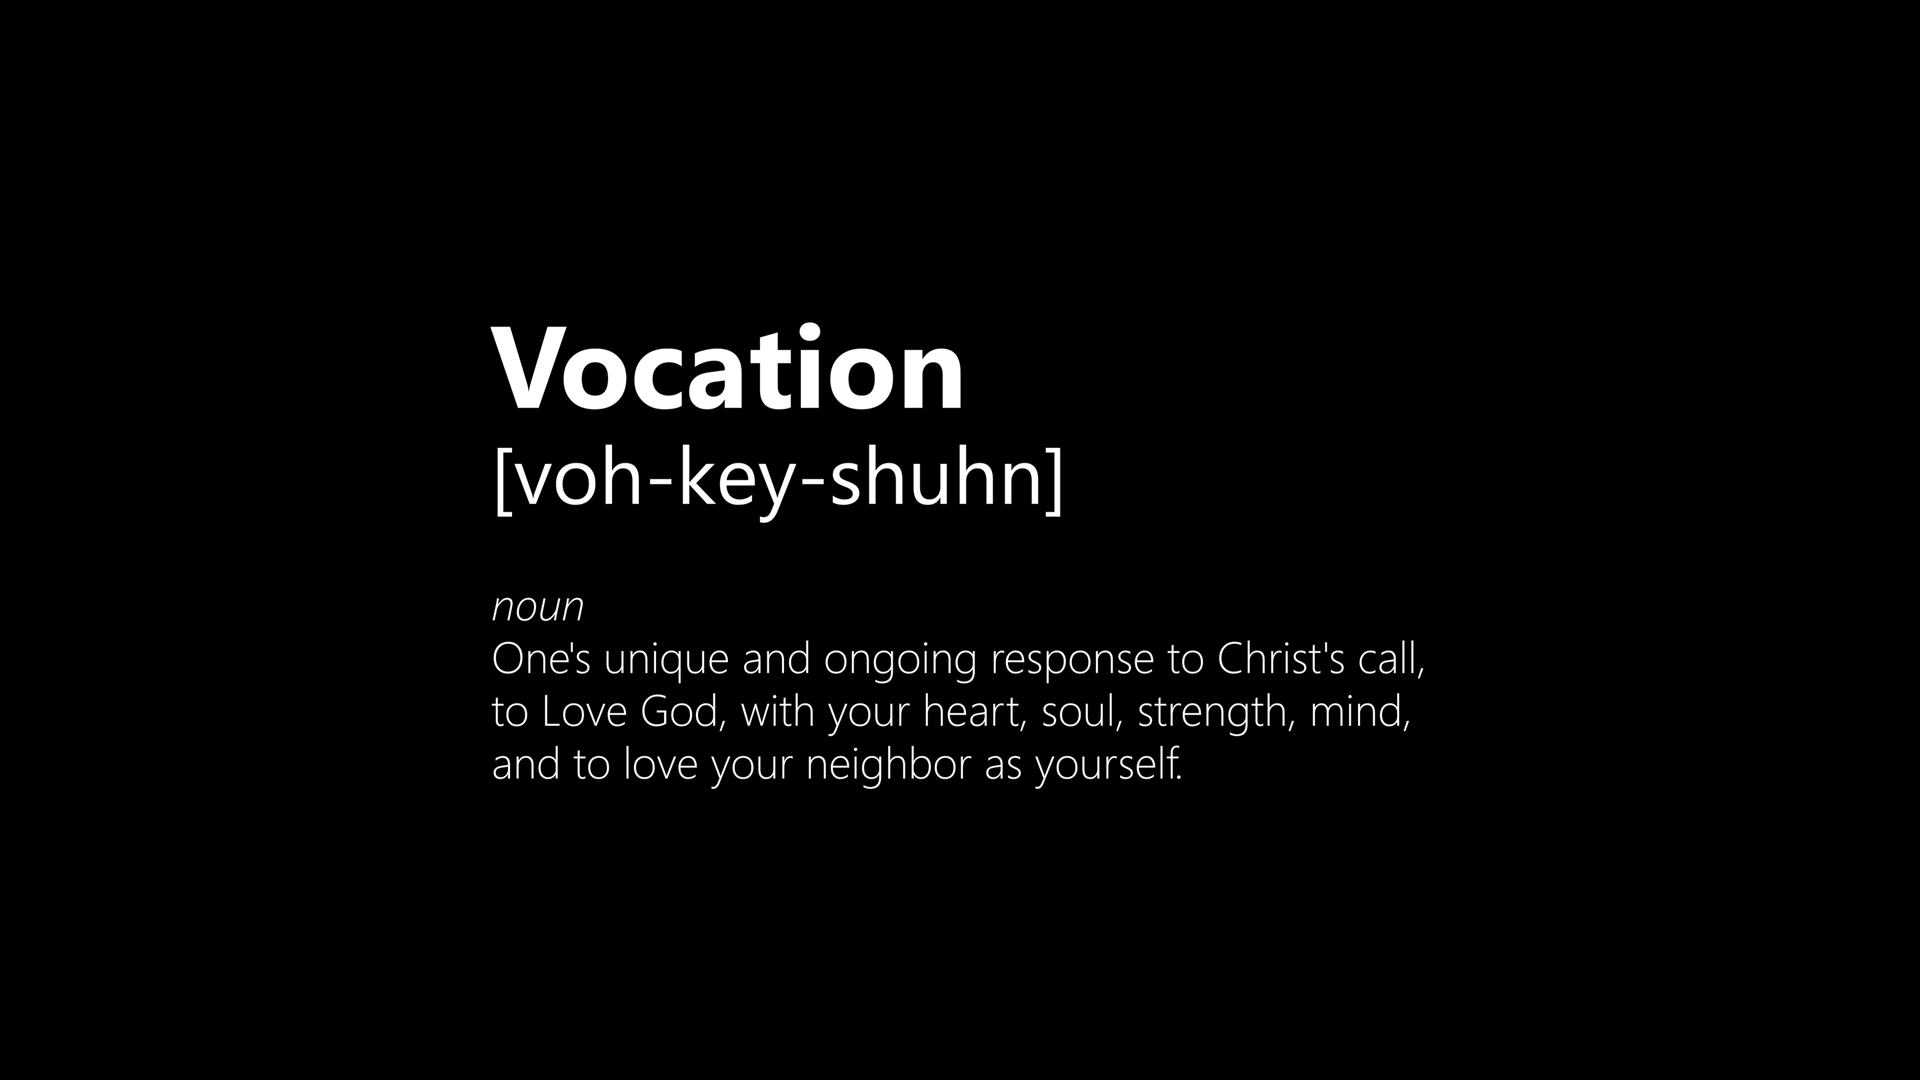 Vocation
[voh-key-shuhn]
noun
One's unique and ongoing response to Christ's call,
to Love God, with your heart, soul, strength, mind,
and to love your neighbor as yourself.